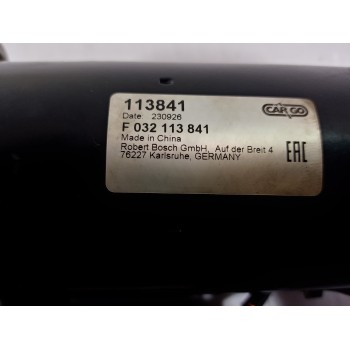 113841
CARGO
Date: 230926
F 032 113 841
Made in China
Robert Bosch GmbH, Auf der Breit 4
76227 Karlsruhe, GERMANY
EAC